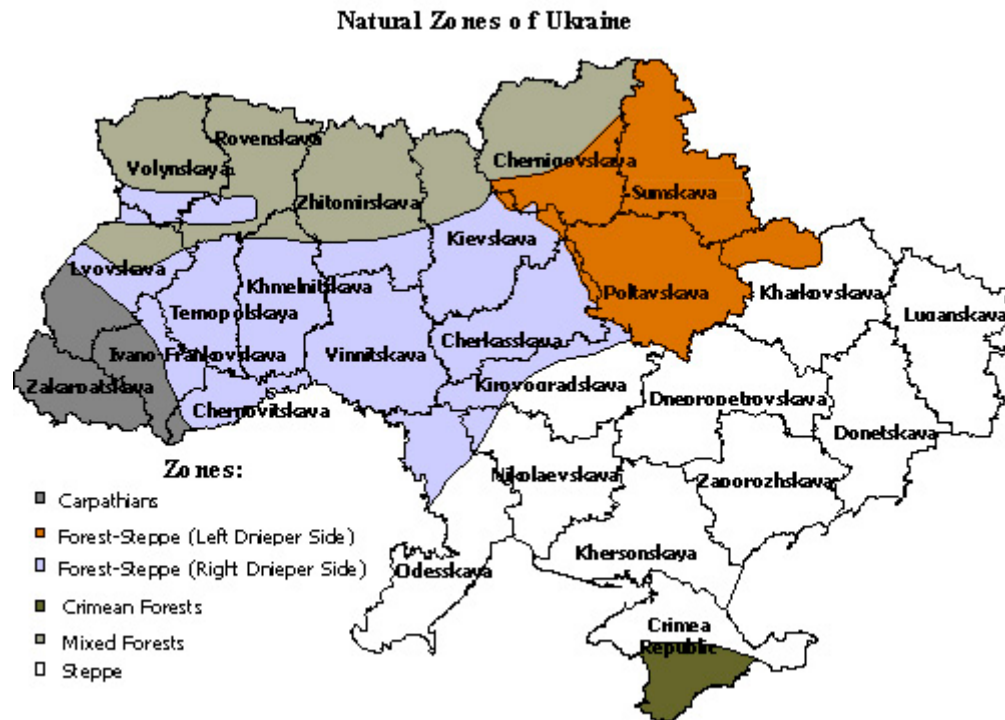 Natural Zones of Ukraine
Volynskaya
Rovenskaya
Zhitomirskaya
Chernigovskaya
Sumskaya
Kievskaya
Lvovskaya
Khmelnitskaya
Ternopolskaya
Poltavskaya
Kharkovskaya
Luganskaya
Ivano-Frankovskaya
Vinnitskaya
Cherkasskaya
Zakarpatskaya
Chernovitskaya
Kirovogradskaya
Dnepropetrovskaya
Donetskaya
Nikolaevskaya
Zaporozhskaya
Odesskaya
Khersonskaya
Crimea
Republic
Zones:
Carpathians
Forest-Steppe (Left Dnieper Side)
Forest-Steppe (Right Dnieper Side)
Crimean Forests
Mixed Forests
Steppe